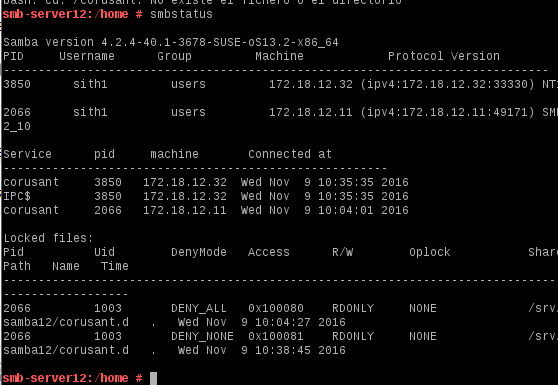 bash: cd: /corusant: No existe el fichero o el directorio
smb-server12:/home # smbstatus
Samba version 4.2.4-40.1-3678-SUSE-oS13.2-x86_64
PID Username Group Machine Protocol Version
------------------------------------------------------------------------------
3850 sith1 users 172.18.12.32 (ipv4:172.18.12.32:33330) NT1
2066 sith1 users 172.18.12.11 (ipv4:172.18.12.11:49171) SMB
2_10
Service pid machine Connected at
-------------------------------------------------------
corusant 3850 172.18.12.32 Wed Nov 9 10:35:35 2016
IPC$ 3850 172.18.12.32 Wed Nov 9 10:35:35 2016
corusant 2066 172.18.12.11 Wed Nov 9 10:04:01 2016
Locked files:
Pid Uid DenyMode Access R/W Oplock Share
Path Name Time
--------------------------------------------------------------------------------
------------------
2066 1003 DENY_ALL 0x100080 RDONLY NONE /srv/
samba12/corusant.d . Wed Nov 9 10:04:27 2016
2066 1003 DENY_NONE 0x100081 RDONLY NONE /srv/
samba12/corusant.d . Wed Nov 9 10:38:45 2016
smb-server12:/home #